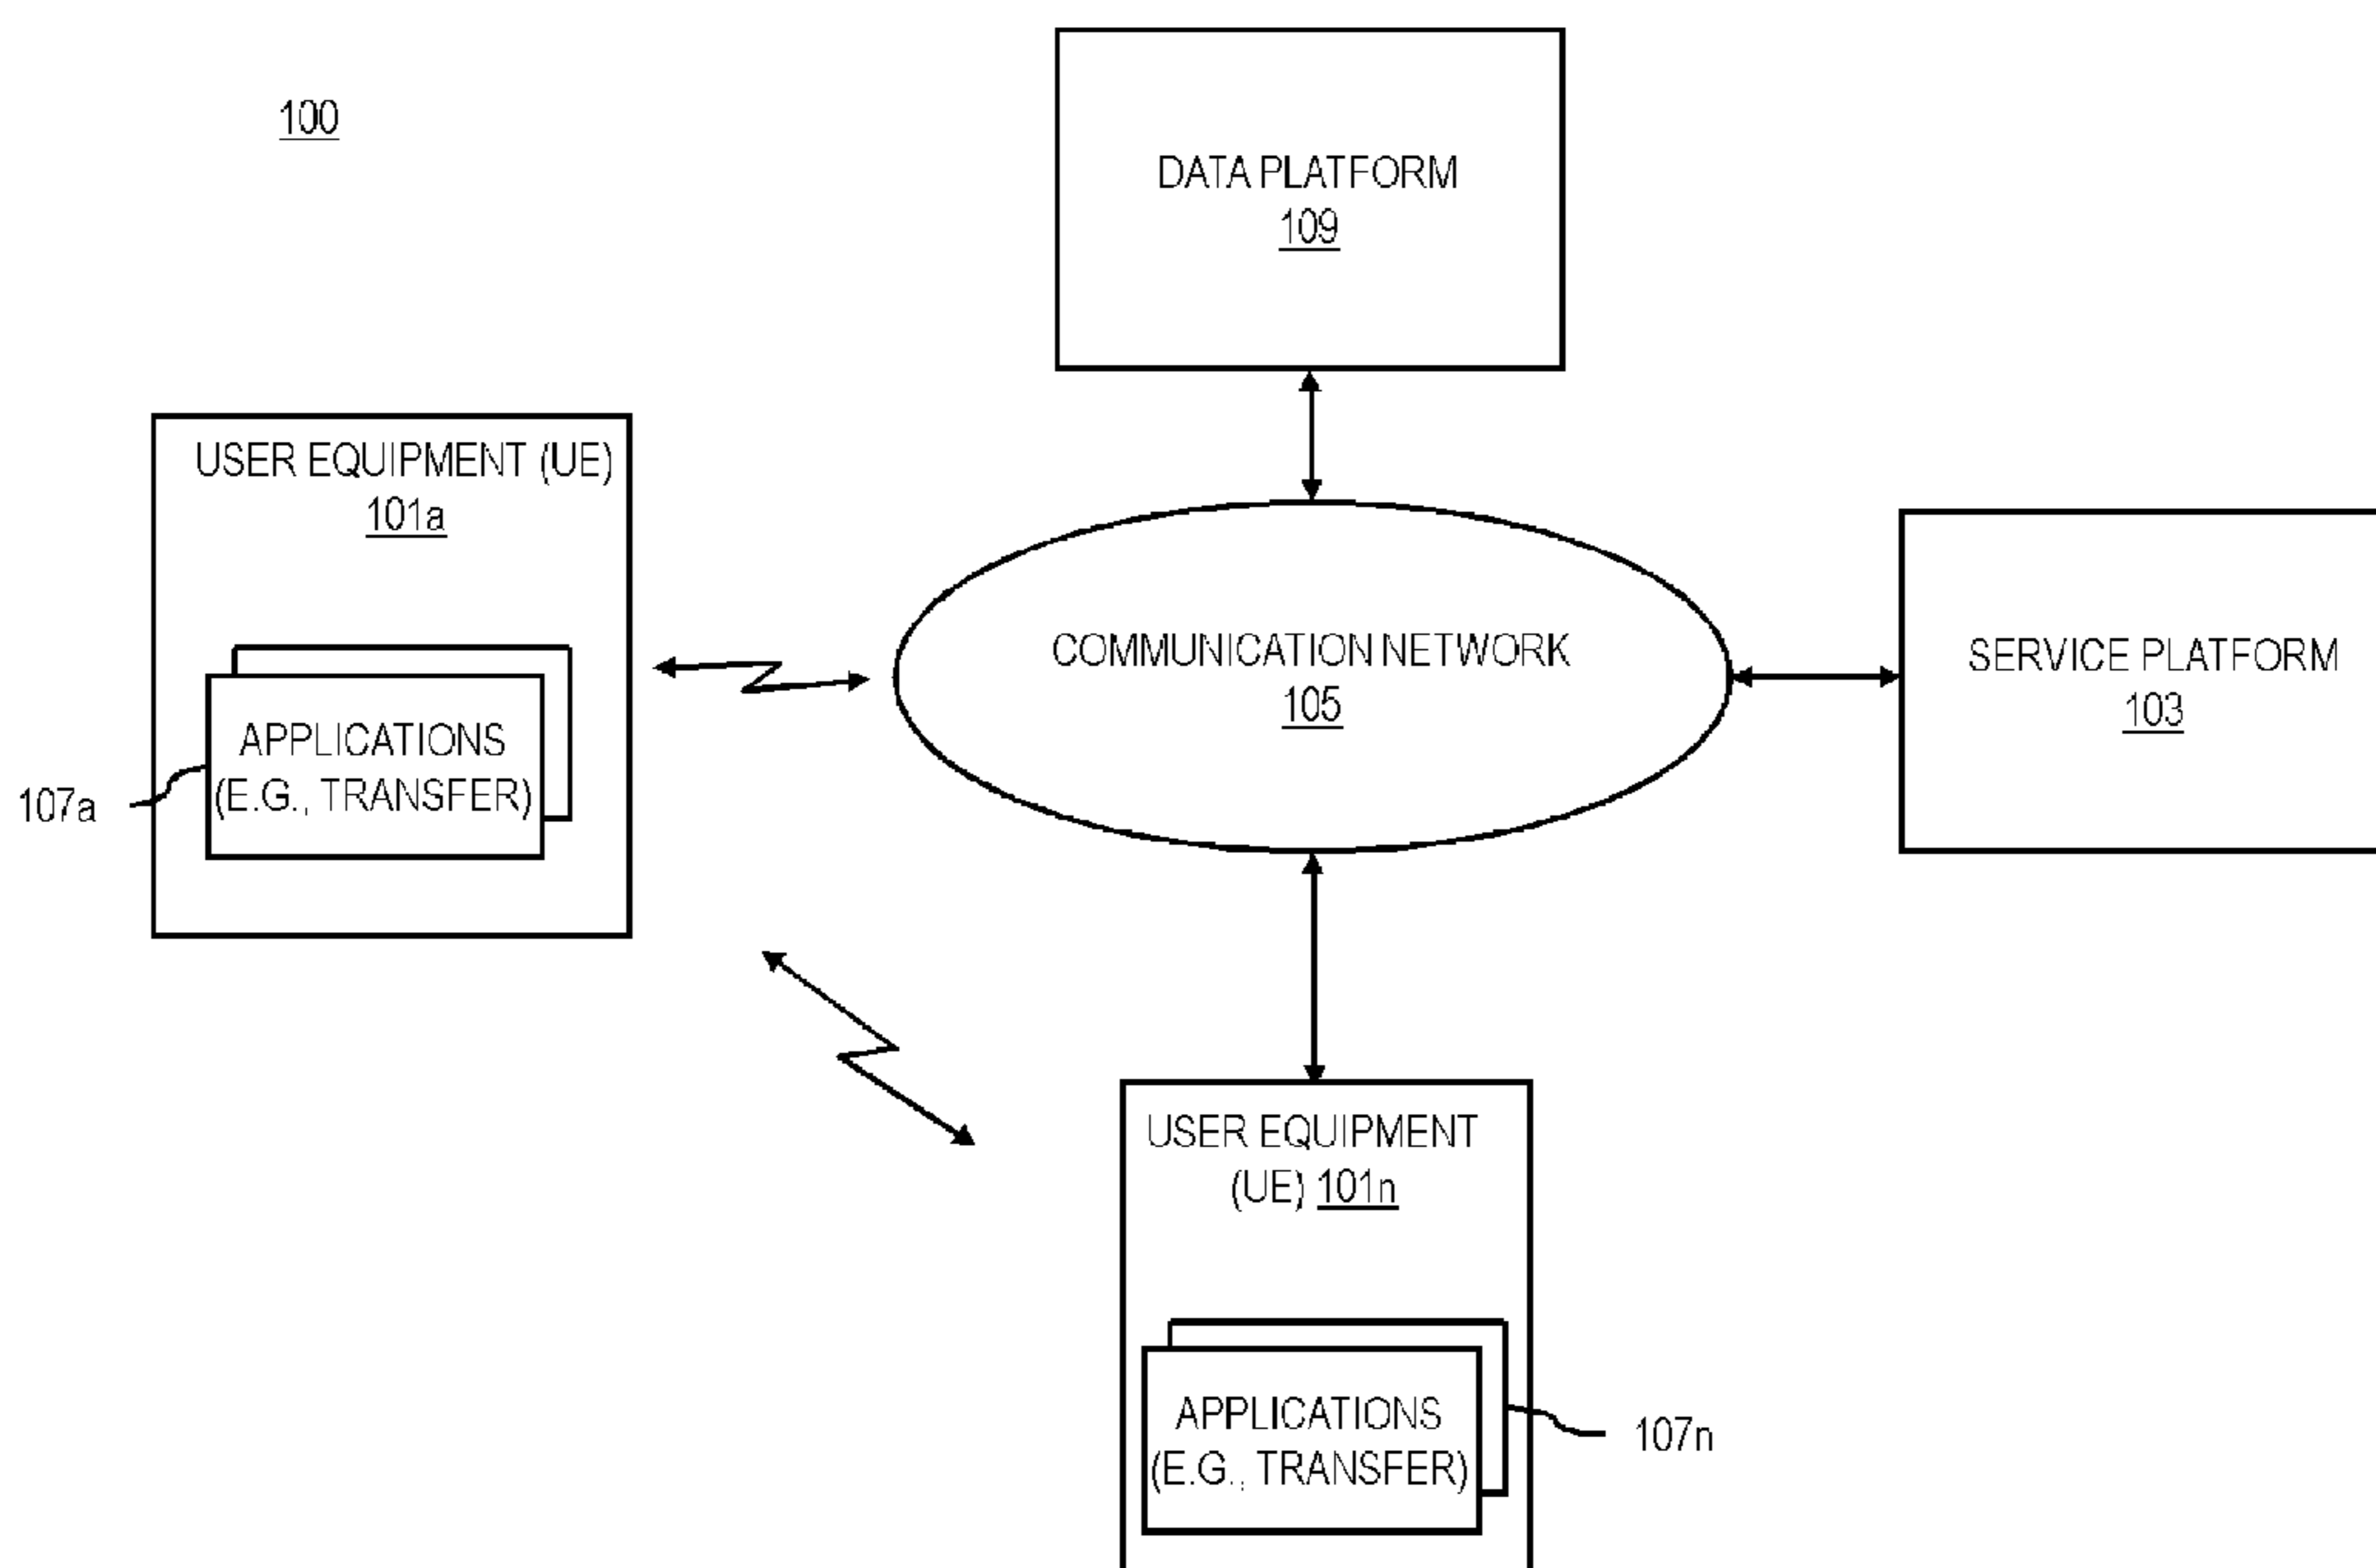 100
DATA PLATFORM
109
USER EQUIPMENT (UE)
101a
APPLICATIONS
(E.G., TRANSFER)
107a
COMMUNICATION NETWORK
105
SERVICE PLATFORM
103
USER EQUIPMENT
(UE) 101n
APPLICATIONS
(E.G., TRANSFER)
107n